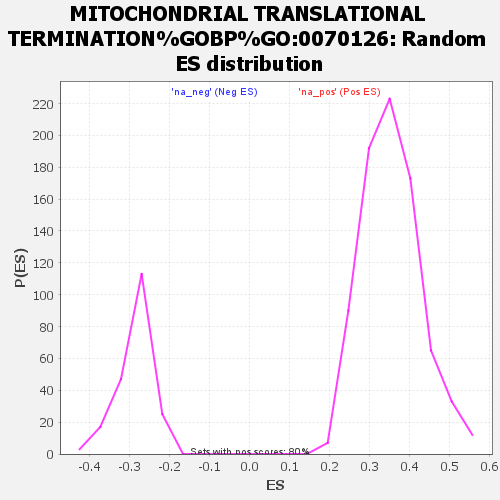 MITOCHONDRIAL TRANSLATIONAL
TERMINATION%GOBP%GO:0070126: Random
ES distribution
'na_neg' (Neg ES)
'na_pos' (Pos ES)
P(ES)
220
200
180
160
140
120
100
80
60
40
20
0
Sets with pos scores: 80%
-0.4 -0.3 -0.2 -0.1 0.0 0.1 0.2 0.3 0.4 0.5 0.6
ES